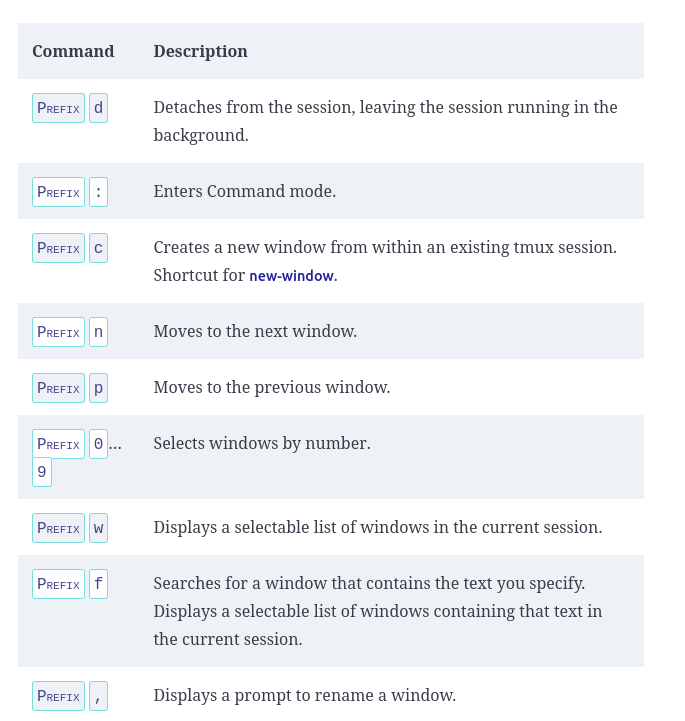 Command Description
Prefix d Detaches from the session, leaving the session running in the
background.
Prefix : Enters Command mode.
Prefix c Creates a new window from within an existing tmux session.
Shortcut for new-window.
Prefix n Moves to the next window.
Prefix p Moves to the previous window.
Prefix 0… Selects windows by number.
9
Prefix w Displays a selectable list of windows in the current session.
Prefix f Searches for a window that contains the text you specify.
Displays a selectable list of windows containing that text in
the current session.
Prefix , Displays a prompt to rename a window.